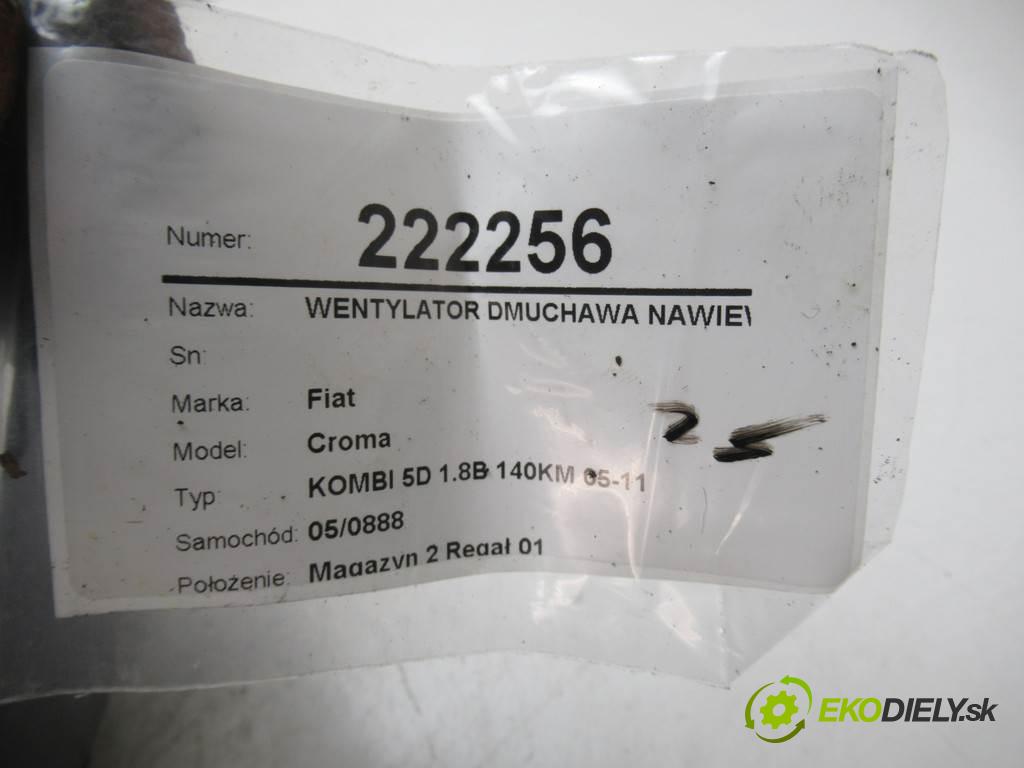 Numer: 222256
Nazwa: WENTYLATOR DMUCHAWA NAWIEW
Sn:
Marka: Fiat
Model: Croma
Typ: KOMBI 5D 1.8B 140KM 05-11
Samochód: 05/0888
Położenie: Magazyn 2 Regał 01
25
EKODIELY.sk